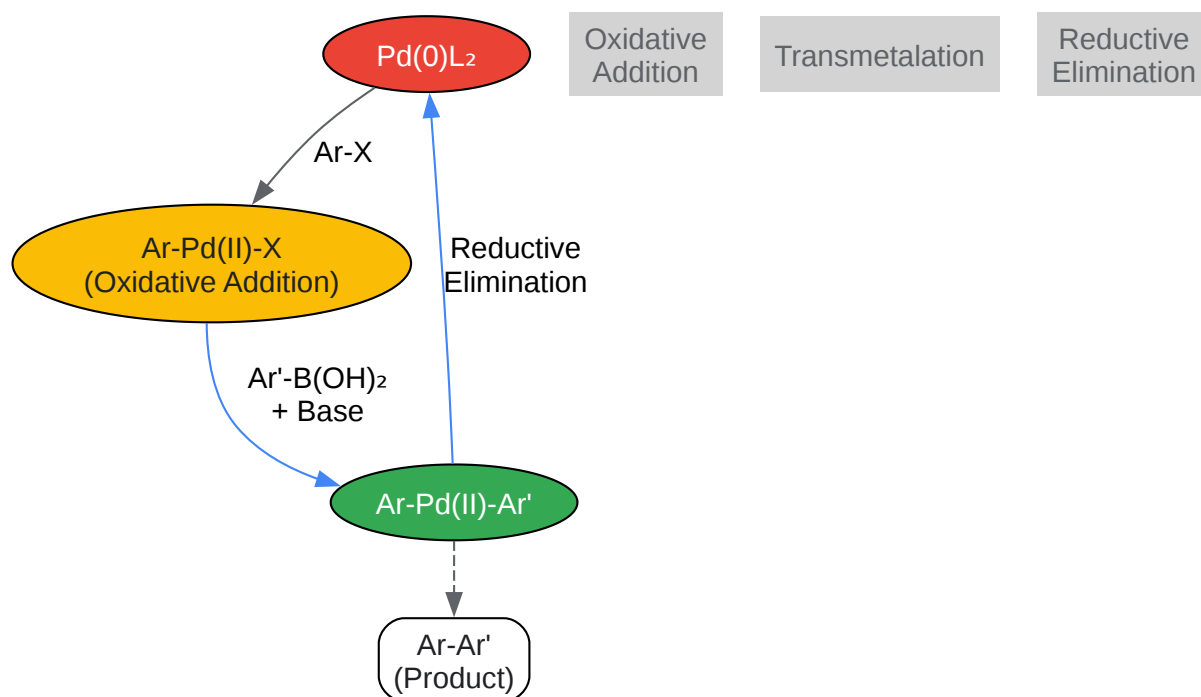 Pd(0)L₂
Oxidative
Addition
Transmetalation
Reductive
Elimination
Ar-X
Ar-Pd(II)-X
(Oxidative Addition)
Reductive
Elimination
Ar'-B(OH)₂
+ Base
Ar-Pd(II)-Ar'
Ar-Ar'
(Product)